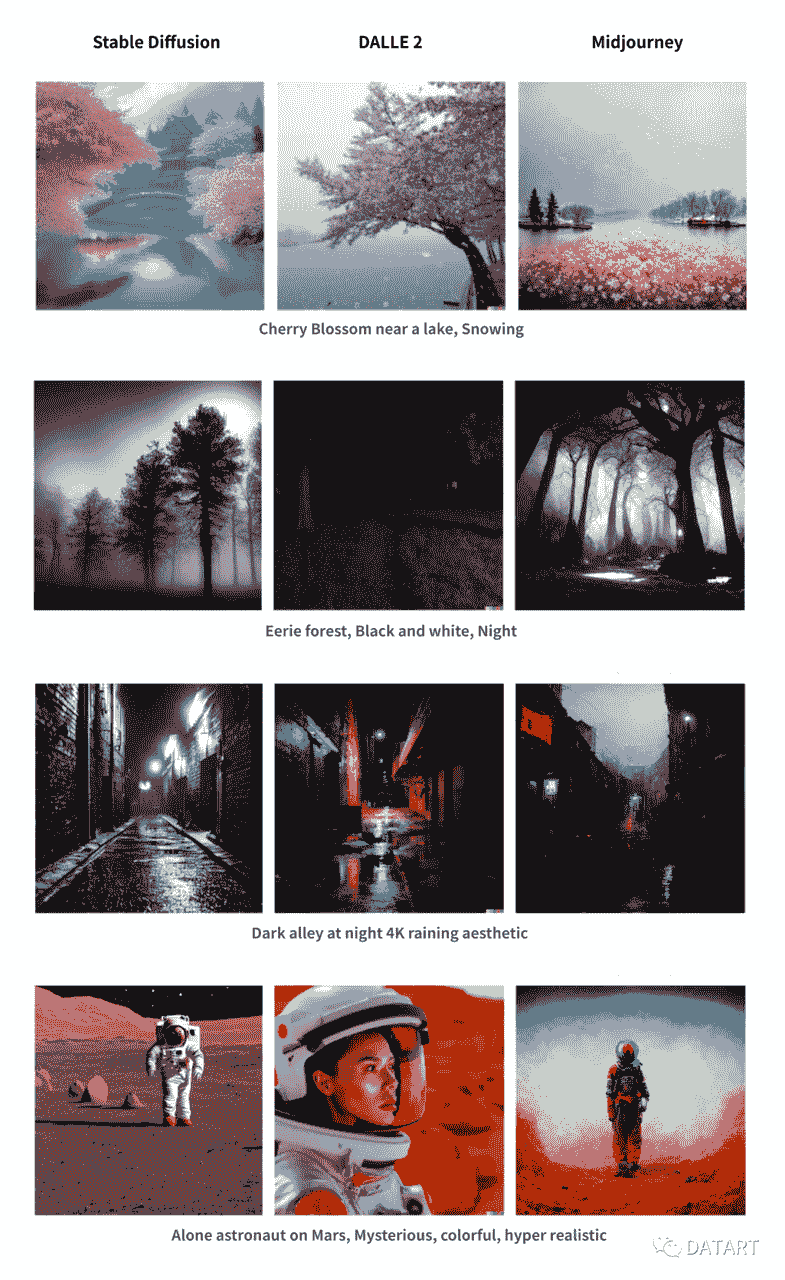 Stable Diffusion
DALLE 2
Midjourney
Cherry Blossom near a lake, Snowing
Eerie forest, Black and white, Night
Dark alley at night 4K raining aesthetic
Alone astronaut on Mars, Mysterious, colorful, hyper realistic
DATART